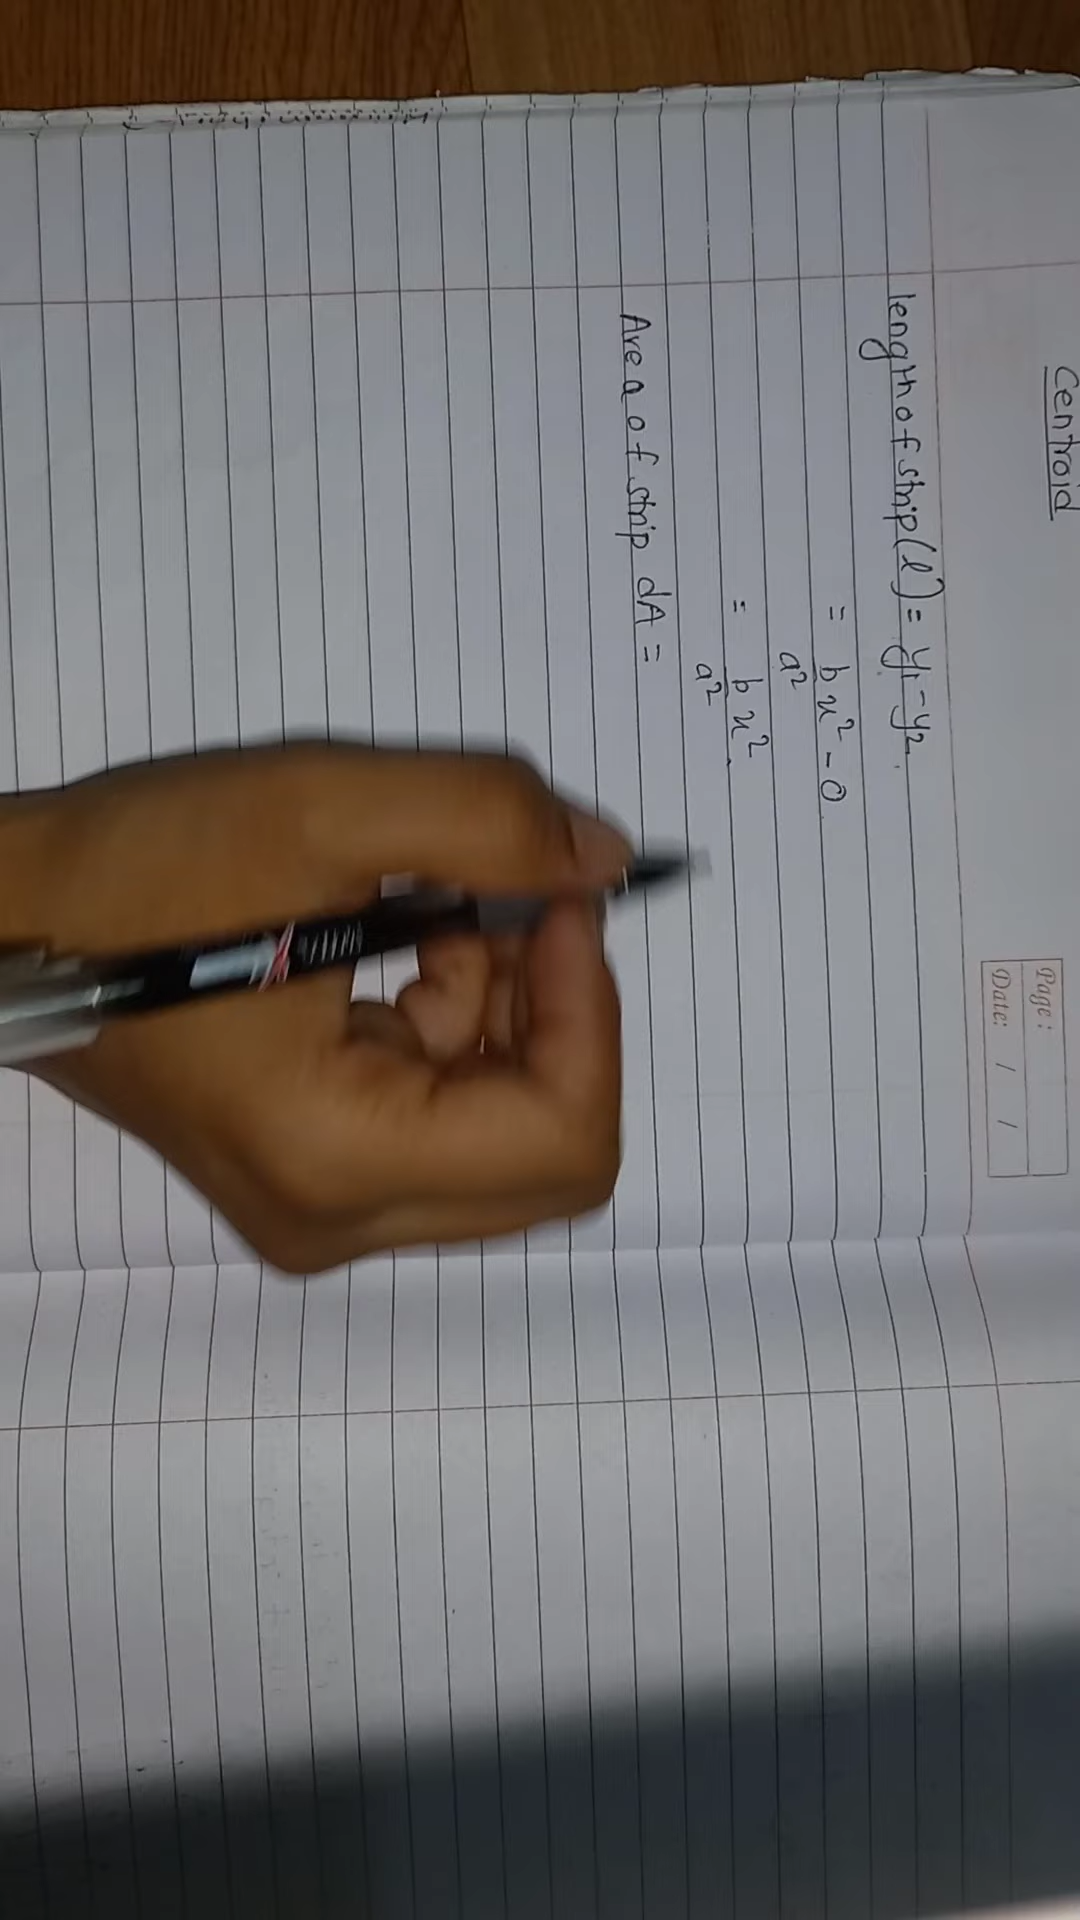 Centroid
Page:
Date: / /
length of strip (l) = y1 - y2
= b/a² x² - 0
= b/a² x²
Area of strip dA =